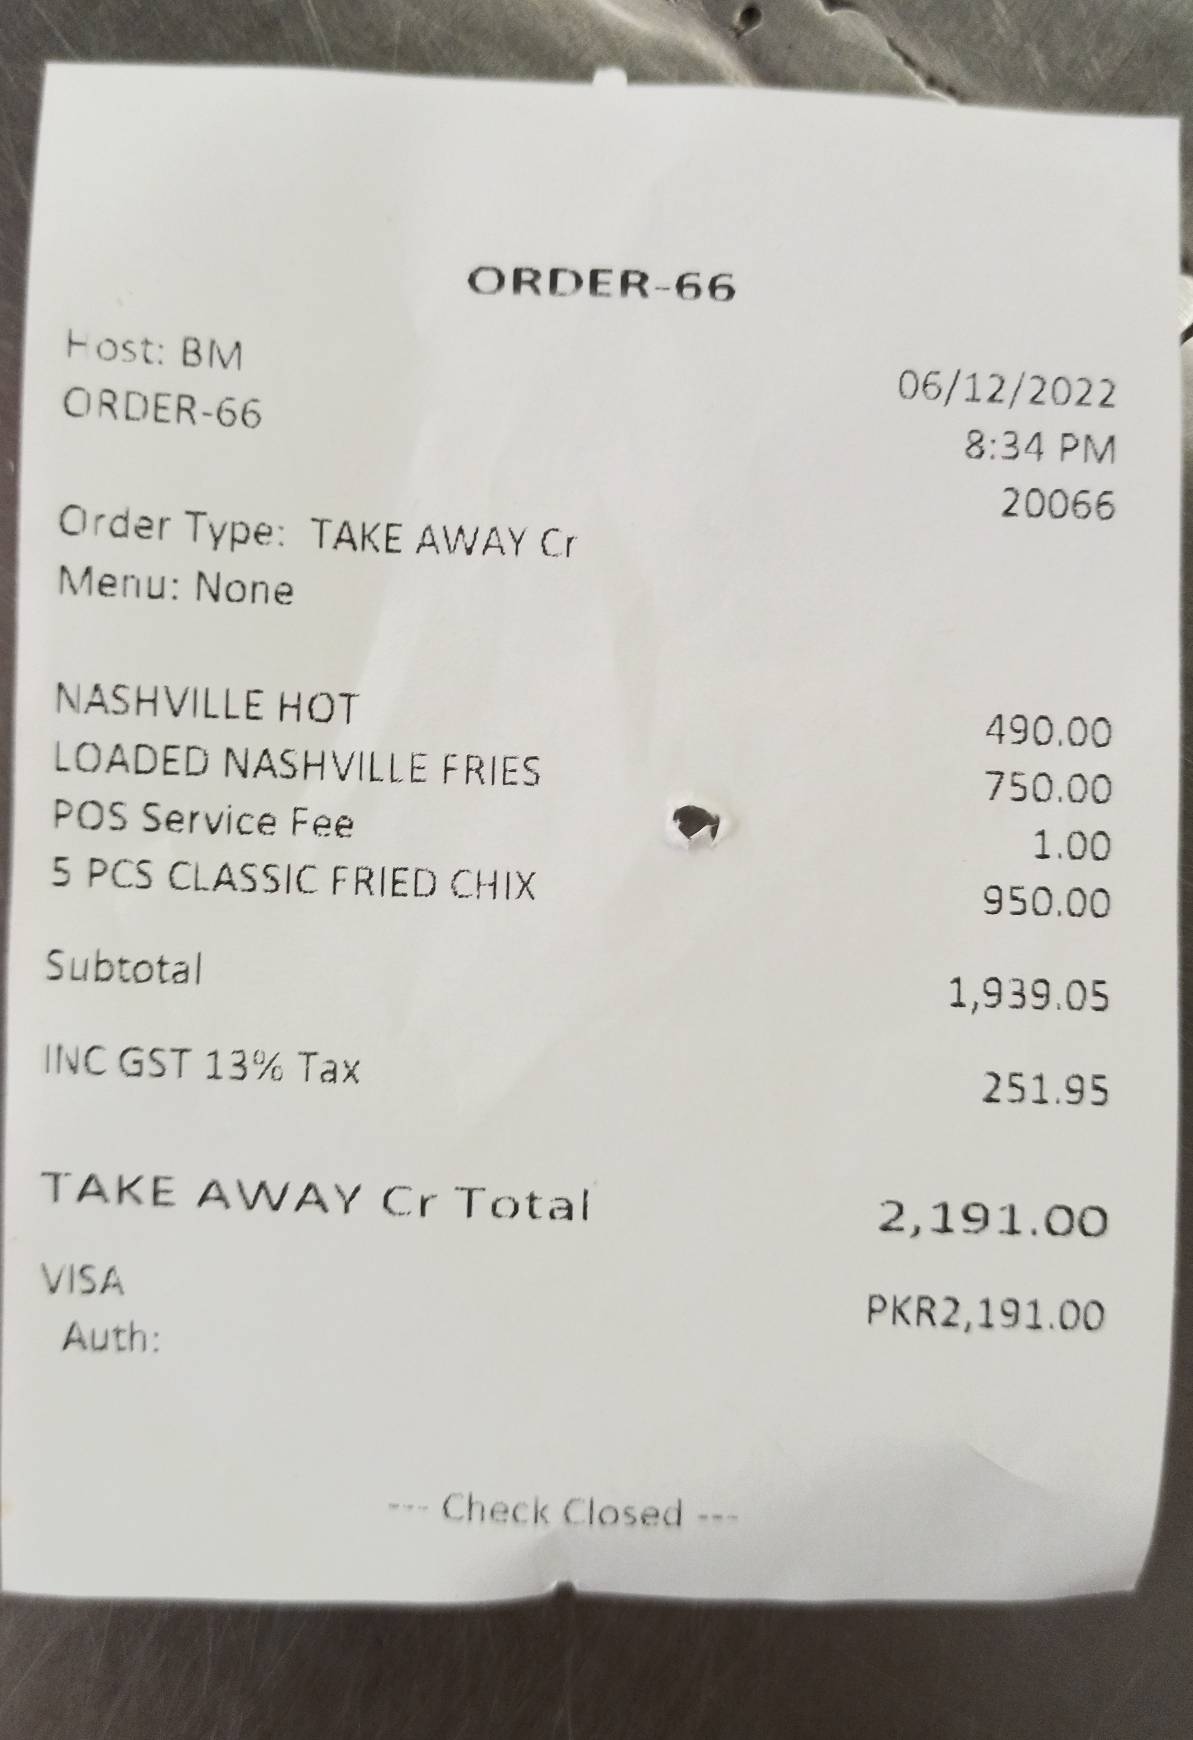 ORDER-66
Host: BM
06/12/2022
ORDER-66
8:34 PM
20066
Order Type: TAKE AWAY Cr
Menu: None
NASHVILLE HOT 490.00
LOADED NASHVILLE FRIES 750.00
POS Service Fee 1.00
5 PCS CLASSIC FRIED CHIX 950.00
Subtotal 1,939.05
INC GST 13% Tax 251.95
TAKE AWAY Cr Total 2,191.00
VISA PKR2,191.00
Auth:
--- Check Closed ---